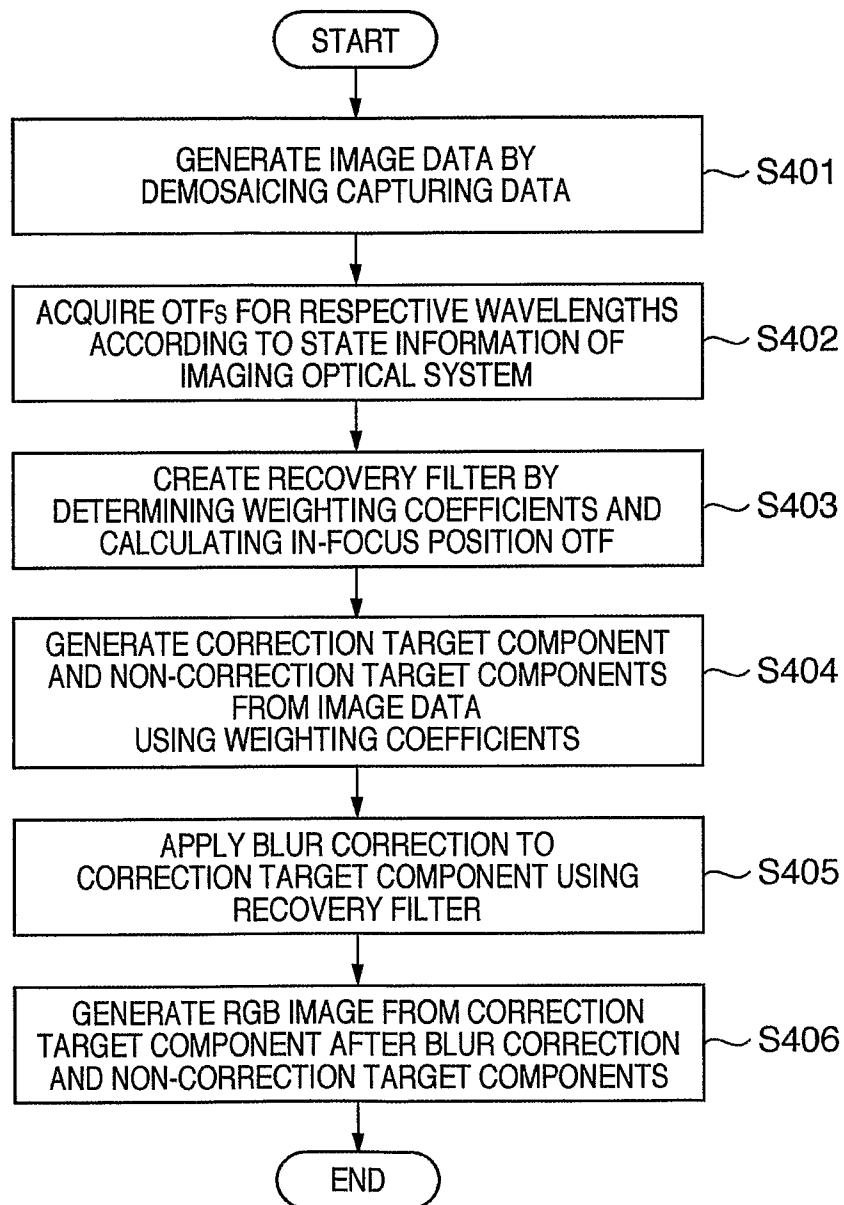 START
GENERATE IMAGE DATA BY
DEMOSAICING CAPTURING DATA
S401
ACQUIRE OTFs FOR RESPECTIVE WAVELENGTHS
ACCORDING TO STATE INFORMATION OF
IMAGING OPTICAL SYSTEM
S402
CREATE RECOVERY FILTER BY
DETERMINING WEIGHTING COEFFICIENTS AND
CALCULATING IN-FOCUS POSITION OTF
S403
GENERATE CORRECTION TARGET COMPONENT
AND NON-CORRECTION TARGET COMPONENTS
FROM IMAGE DATA
USING WEIGHTING COEFFICIENTS
S404
APPLY BLUR CORRECTION TO
CORRECTION TARGET COMPONENT USING
RECOVERY FILTER
S405
GENERATE RGB IMAGE FROM CORRECTION
TARGET COMPONENT AFTER BLUR CORRECTION
AND NON-CORRECTION TARGET COMPONENTS
S406
END